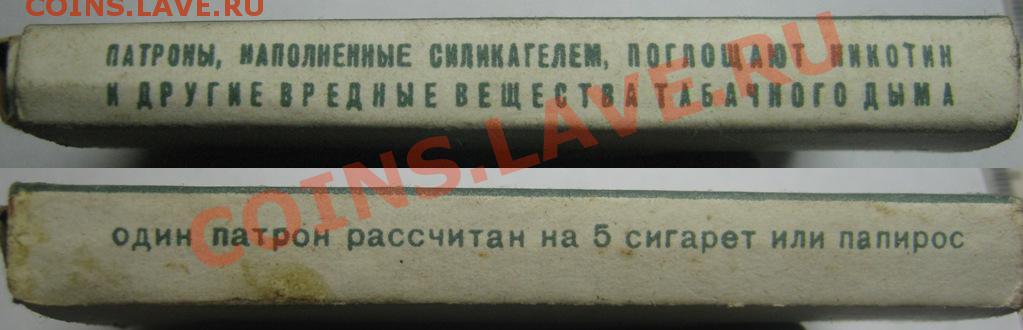 COINS.LAVE.RU
ПАТРОНЫ, НАПОЛНЕННЫЕ СИЛИКАГЕЛЕМ, ПОГЛОЩАЮТ НИКОТИН
И ДРУГИЕ ВРЕДНЫЕ ВЕЩЕСТВА ТАБАЧНОГО ДЫМА
COINS.LAVE.RU
один патрон рассчитан на 5 сигарет или папирос